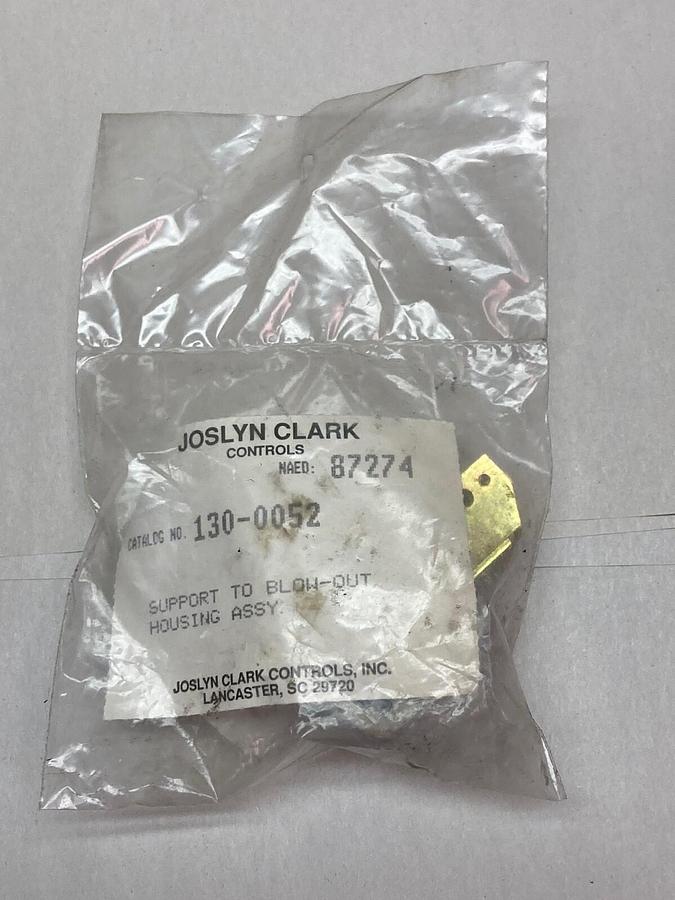 JOSLYN CLARK
CONTROLS
NAED: 87274
CATALOG NO. 130-0052
SUPPORT TO BLOW-OUT
HOUSING ASSY.
JOSLYN CLARK CONTROLS, INC.
LANCASTER, SC 29720